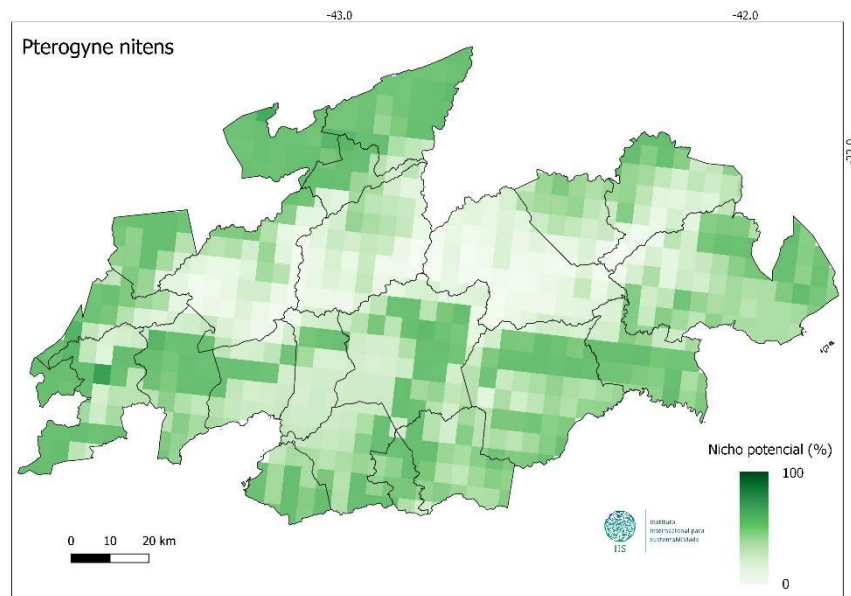 -43.0
-42.0
Pterogyne nitens
Nicho potencial (%)
100
0
0
10
20 km
IIS
Instituto
Internacional para
Sustentabilidade